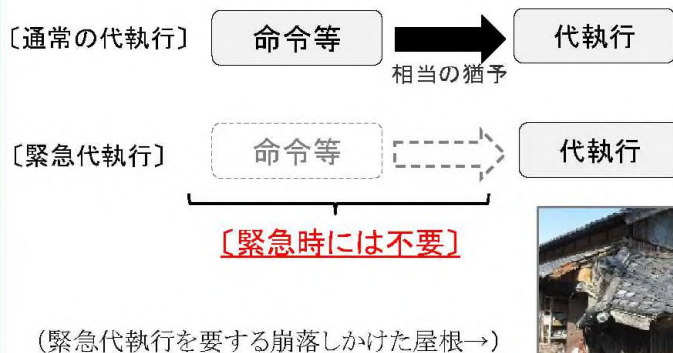 〔通常の代執行〕 命令等 代執行
相当の猶予
〔緊急代執行〕 命令等 代執行
〔緊急時には不要〕
(緊急代執行を要する崩落しかけた屋根→)